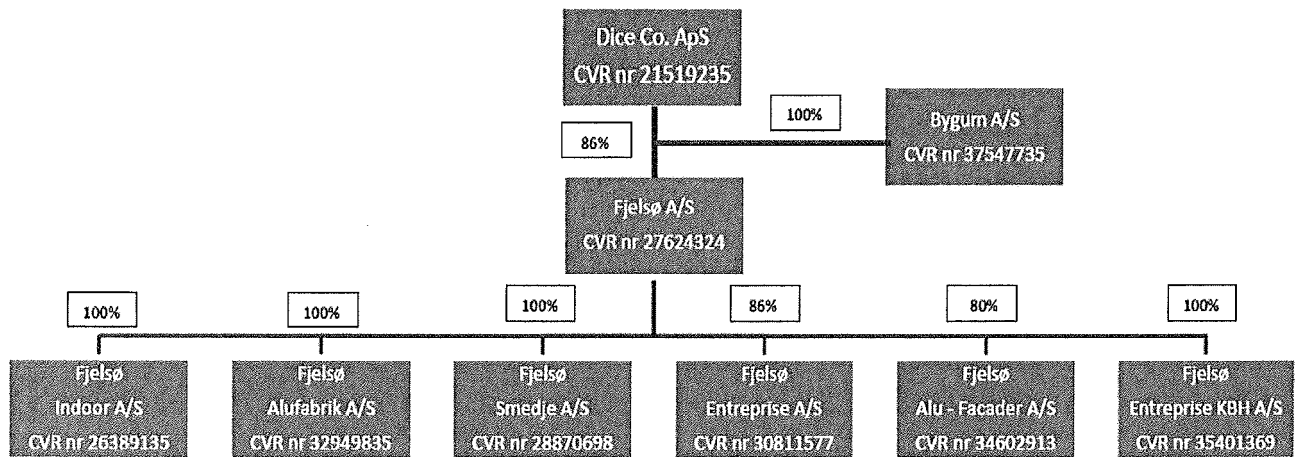 Dice Co. ApS
CVR nr 21519235
100%
Bygurn A/S
CVR nr 37547735
86%
Fjelsø A/S
CVR nr 27624324
100%
100%
100%
86%
80%
100%
Fjelsø
Indoor A/S
CVR nr 26389135
Fjelsø
Alufabrik A/S
CVR nr 32949835
Fjelsø
Smedje A/S
CVR nr 28870698
Fjelsø
Entreprise A/S
CVR nr 30811577
Fjelsø
Alu - Facader A/S
CVR nr 34602913
Fjelsø
Entreprise KBH A/S
CVR nr 35401369